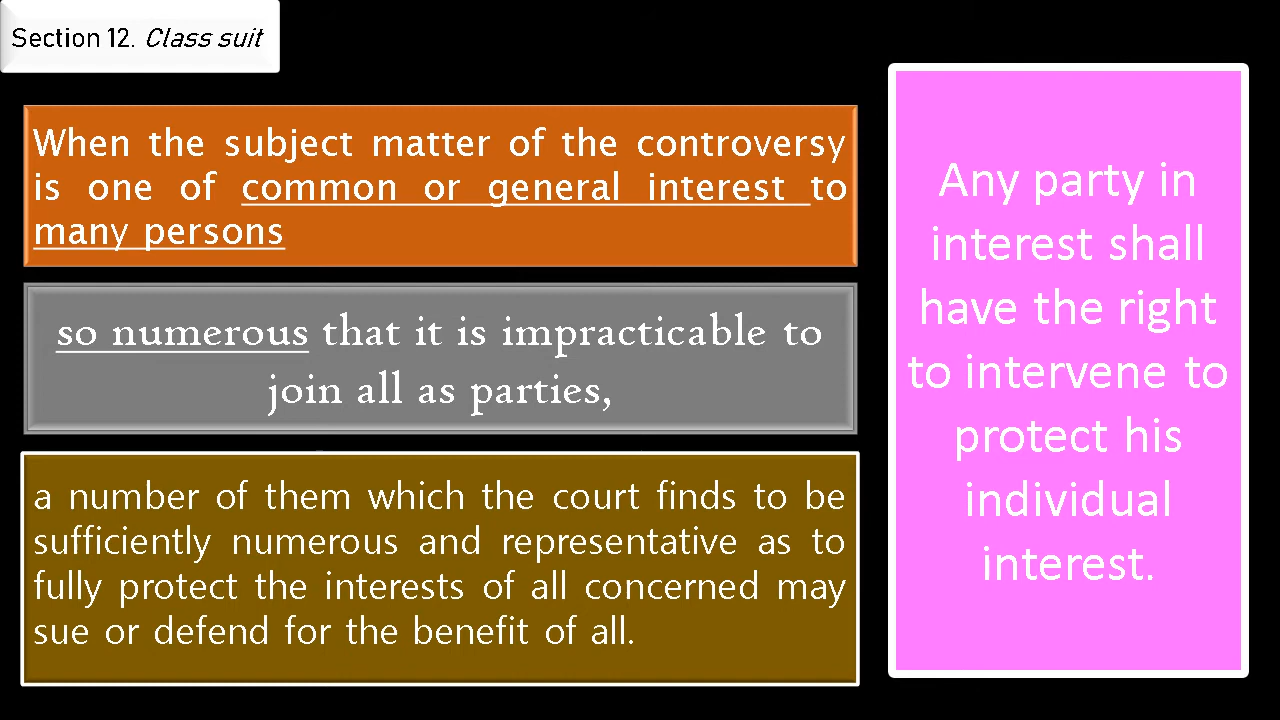 Section 12. Class suit
When the subject matter of the controversy
is one of common or general interest to
many persons
so numerous that it is impracticable to
join all as parties,
a number of them which the court finds to be
sufficiently numerous and representative as to
fully protect the interests of all concerned may
sue or defend for the benefit of all.
Any party in
interest shall
have the right
to intervene to
protect his
individual
interest.